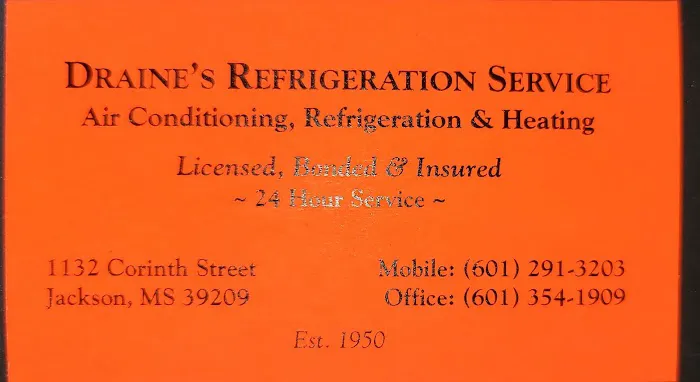 DRAINE'S REFRIGERATION SERVICE
Air Conditioning, Refrigeration & Heating
Licensed, Bonded & Insured
~ 24 Hour Service ~
1132 Corinth Street
Jackson, MS 39209
Mobile: (601) 291-3203
Office: (601) 354-1909
Est. 1950